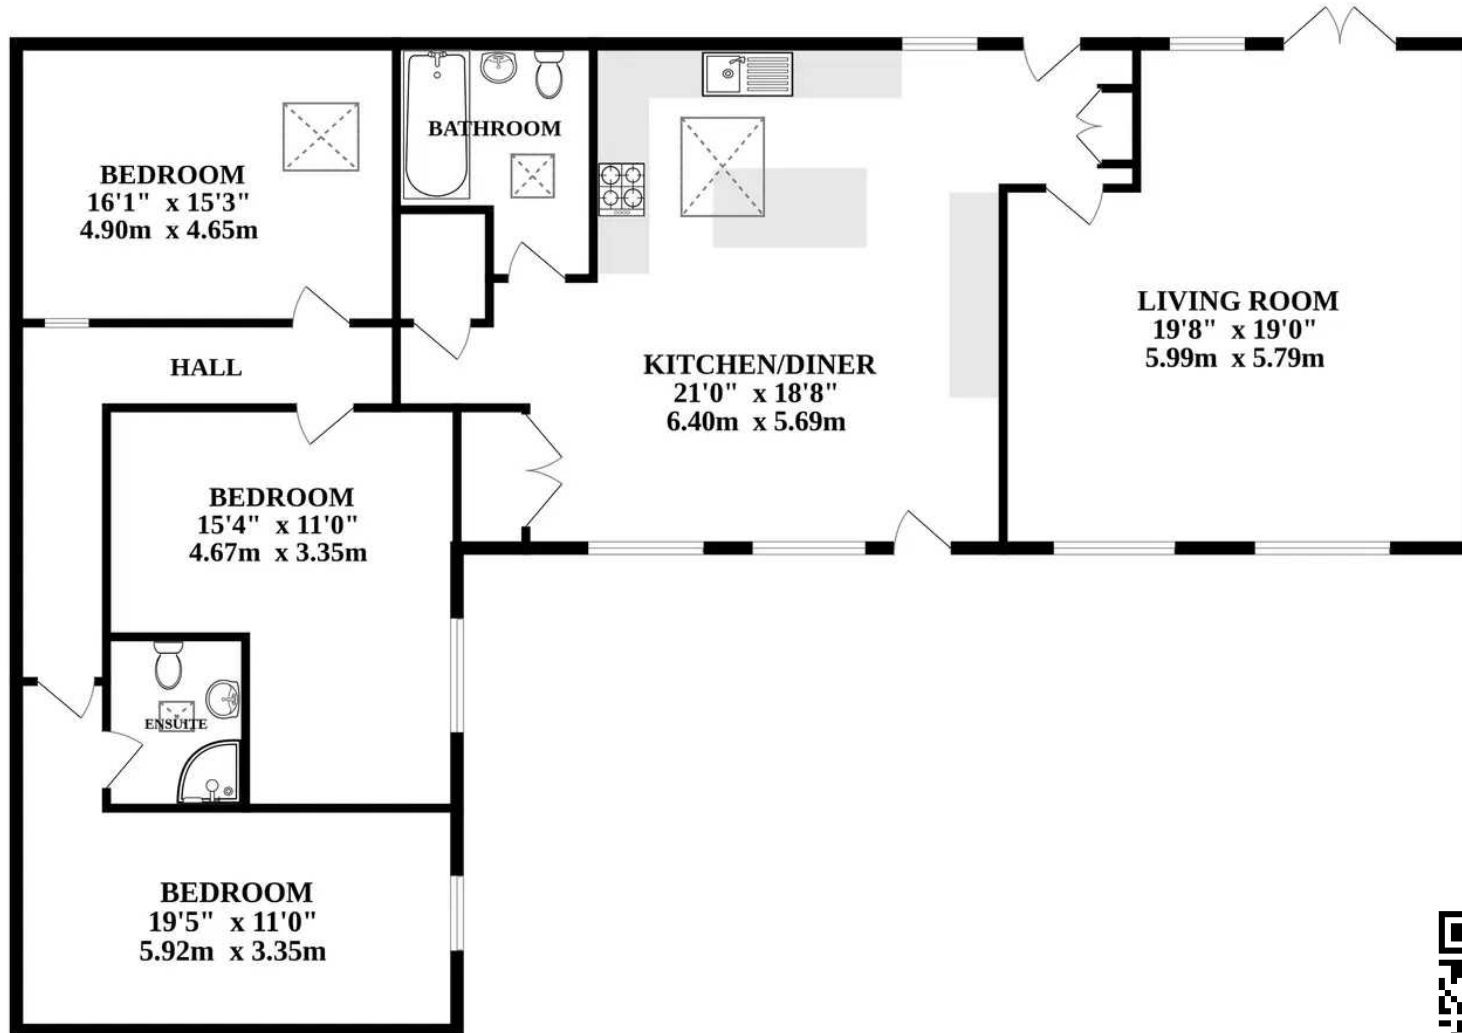 BATHROOM
BEDROOM
16'1" x 15'3"
4.90m x 4.65m
LIVING ROOM
19'8" x 19'0"
5.99m x 5.79m
HALL
KITCHEN/DINER
21'0" x 18'8"
6.40m x 5.69m
BEDROOM
15'4" x 11'0"
4.67m x 3.35m
ENSUITE
BEDROOM
19'5" x 11'0"
5.92m x 3.35m